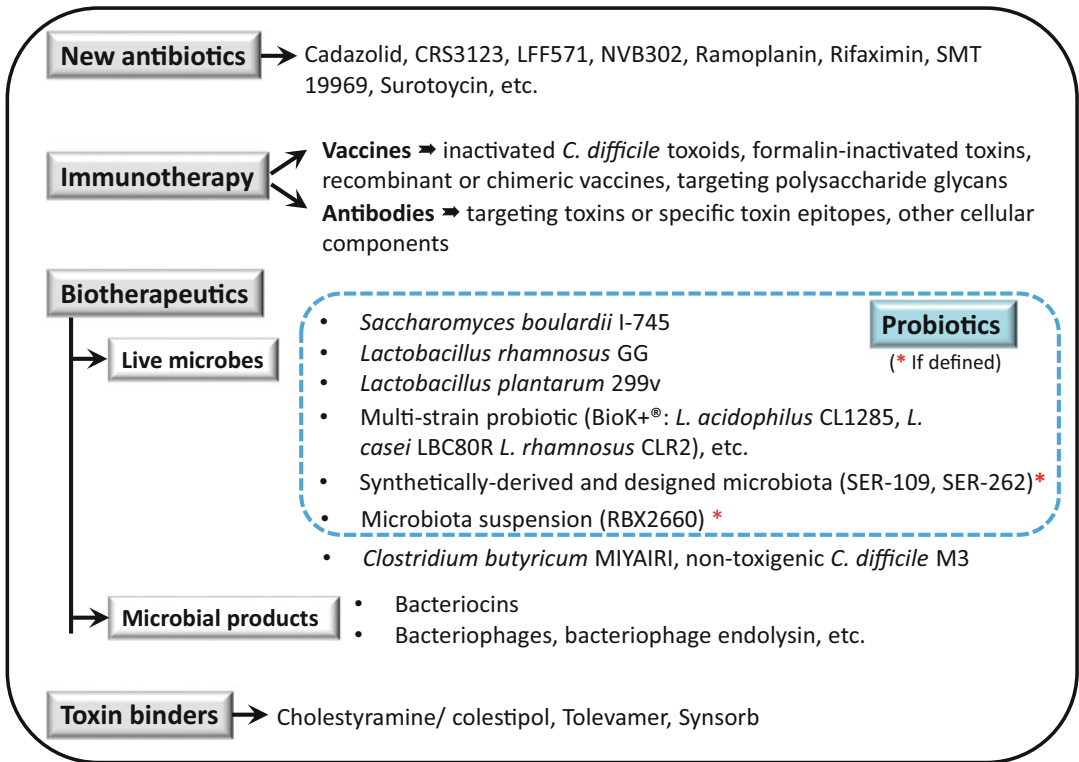 New antibiotics
Cadazolid, CRS3123, LFF571, NVB302, Ramoplanin, Rifaximin, SMT
19969, Surotoycin, etc.
Immunotherapy
Vaccines ➡ inactivated C. difficile toxoids, formalin-inactivated toxins,
recombinant or chimeric vaccines, targeting polysaccharide glycans
Antibodies ➡ targeting toxins or specific toxin epitopes, other cellular
components
Biotherapeutics
Live microbes
Probiotics
(* If defined)
• Saccharomyces boulardii I-745
• Lactobacillus rhamnosus GG
• Lactobacillus plantarum 299v
• Multi-strain probiotic (BioK+®: L. acidophilus CL1285, L.
casei LBC80R L. rhamnosus CLR2), etc.
• Synthetically-derived and designed microbiota (SER-109, SER-262)*
• Microbiota suspension (RBX2660) *
• Clostridium butyricum MIYAIRI, non-toxigenic C. difficile M3
Microbial products
• Bacteriocins
• Bacteriophages, bacteriophage endolysin, etc.
Toxin binders
Cholestyramine/ colestipol, Tolevamer, Synsorb